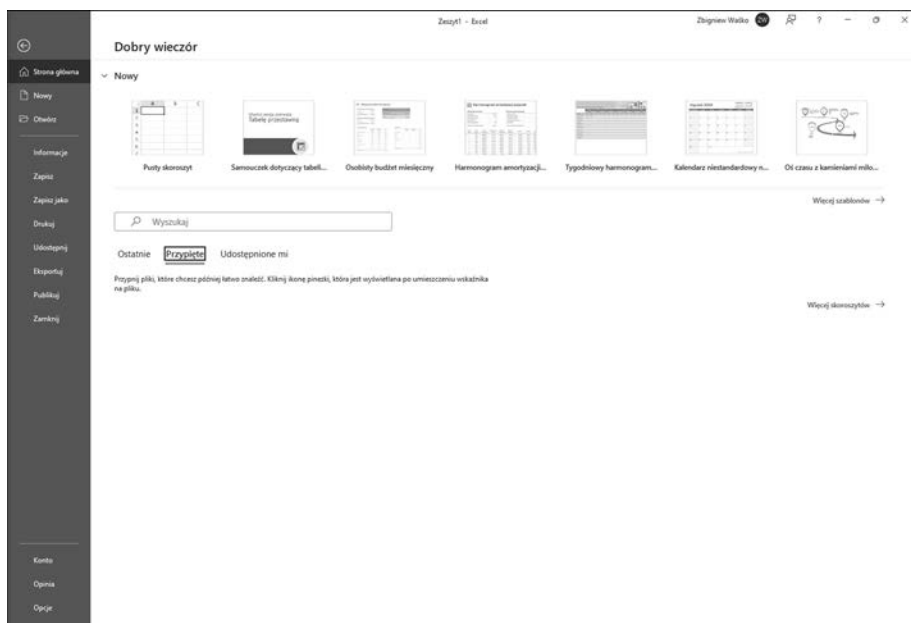 Zeszyt1 - Excel
Zbigniew Waśko ZW ?
Dobry wieczór
Strona główna
Nowy
Otwórz
Informacje
Zapisz
Zapisz jako
Drukuj
Udostępnij
Eksportuj
Publikuj
Zamknij
Konto
Opinia
Opcje
Nowy
A B C
Tabelę przestawną
Pusty skoroszyt
Samouczek dotyczący tabeli...
Osobisty budżet miesięczny
Harmonogram amortyzacji...
Tygodniowy harmonogram...
Kalendarz niestandardowy n...
Oś czasu z kamieniami milo...
Więcej szablonów
Wyszukaj
Ostatnie Przypięte Udostępnione mi
Przypnij pliki, które chcesz później łatwo znaleźć. Kliknij ikonę pinezki, która jest wyświetlana po umieszczeniu wskaźnika
na pliku.
Więcej skoroszytów